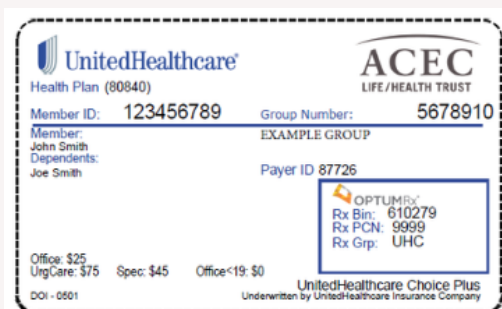 UnitedHealthcare®
ACEC
LIFE/HEALTH TRUST
Health Plan (80840)
Member ID: 123456789 Group Number: 5678910
Member: EXAMPLE GROUP
John Smith
Dependents:
Joe Smith Payer ID 87726
OPTUMRx®
Rx Bin: 610279
Rx PCN: 9999
Rx Grp: UHC
Office: $25
UrgCare: $75 Spec: $45 Office<19: $0
UnitedHealthcare Choice Plus
DOI - 0501 Underwritten by UnitedHealthcare Insurance Company